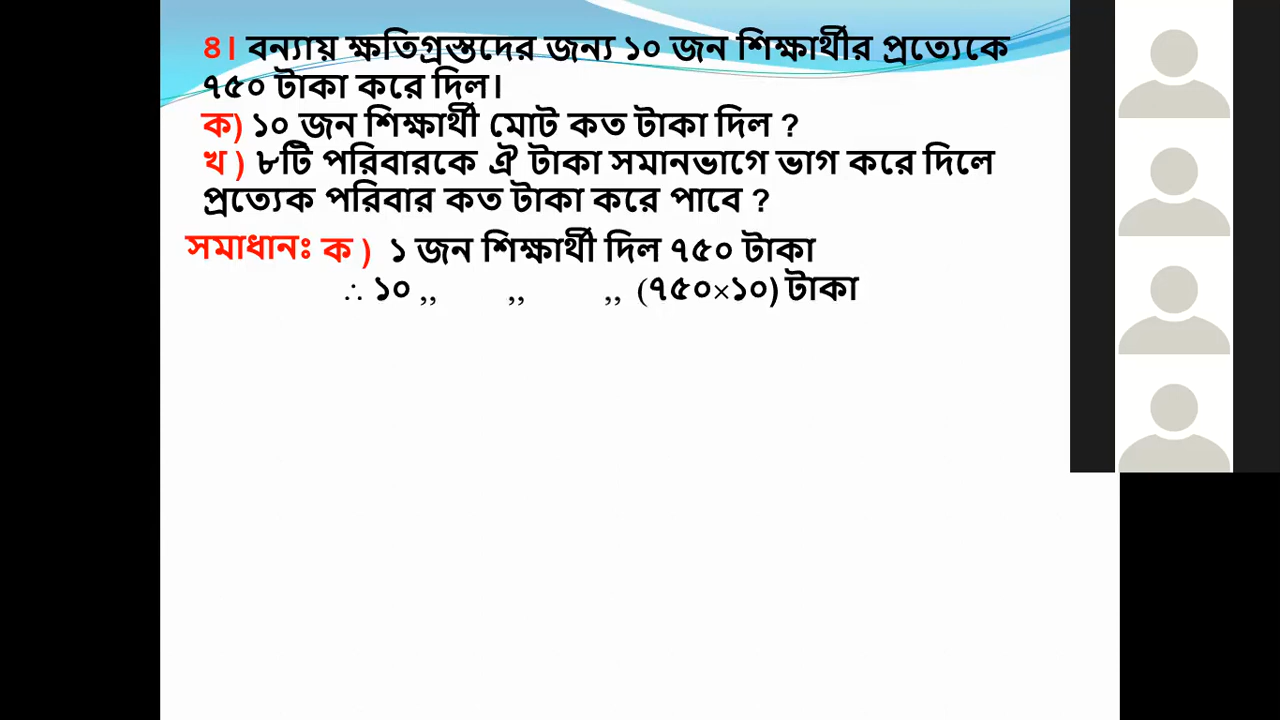 ৪। বন্যায় ক্ষতিগ্রস্তদের জন্য ১০ জন শিক্ষার্থীর প্রত্যেকে
৭৫০ টাকা করে দিল।
ক) ১০ জন শিক্ষার্থী মোট কত টাকা দিল ?
খ ) ৮টি পরিবারকে ঐ টাকা সমানভাগে ভাগ করে দিলে
প্রত্যেক পরিবার কত টাকা করে পাবে ?
সমাধানঃ ক ) ১ জন শিক্ষার্থী দিল ৭৫০ টাকা
∴ ১০ ,, ,, ,, (৭৫০×১০) টাকা